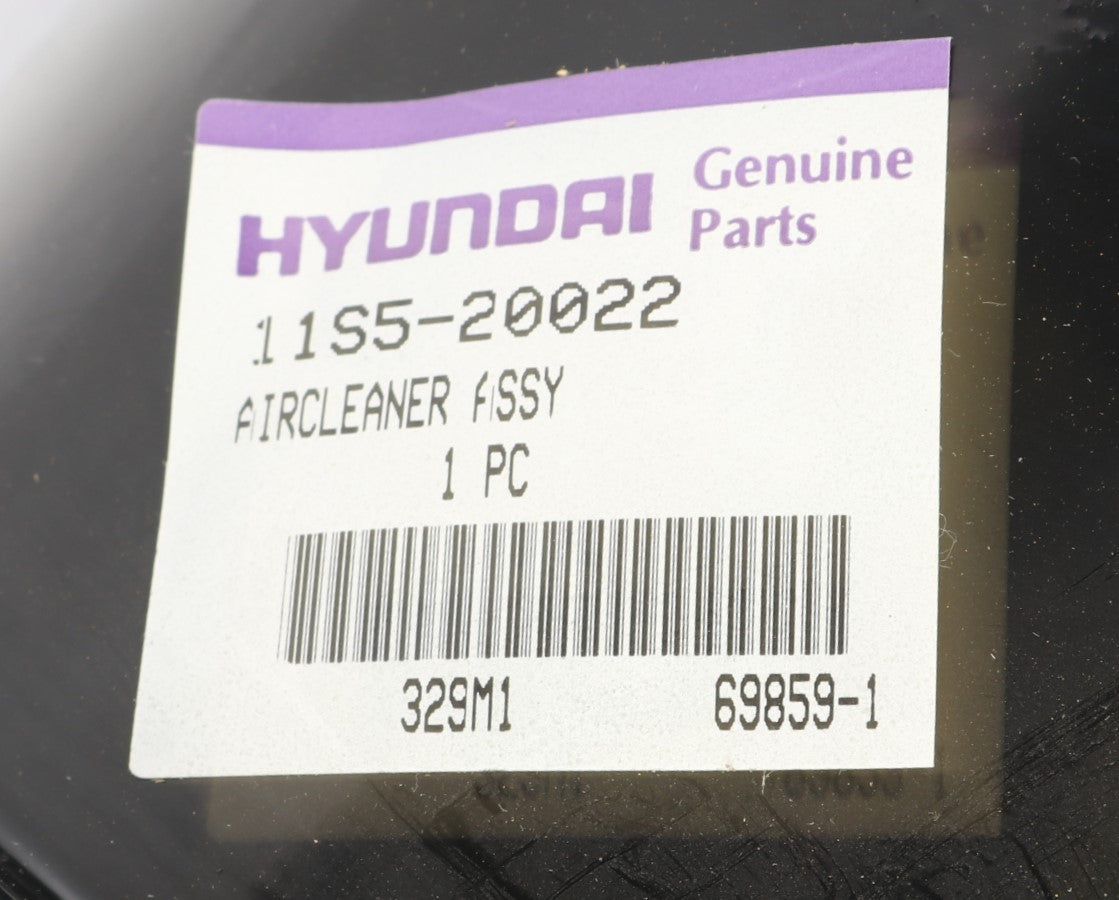 HYUNDAI Genuine Parts
11S5-20022
AIRCLEANER ASSY
1 PC
329M1 69859-1